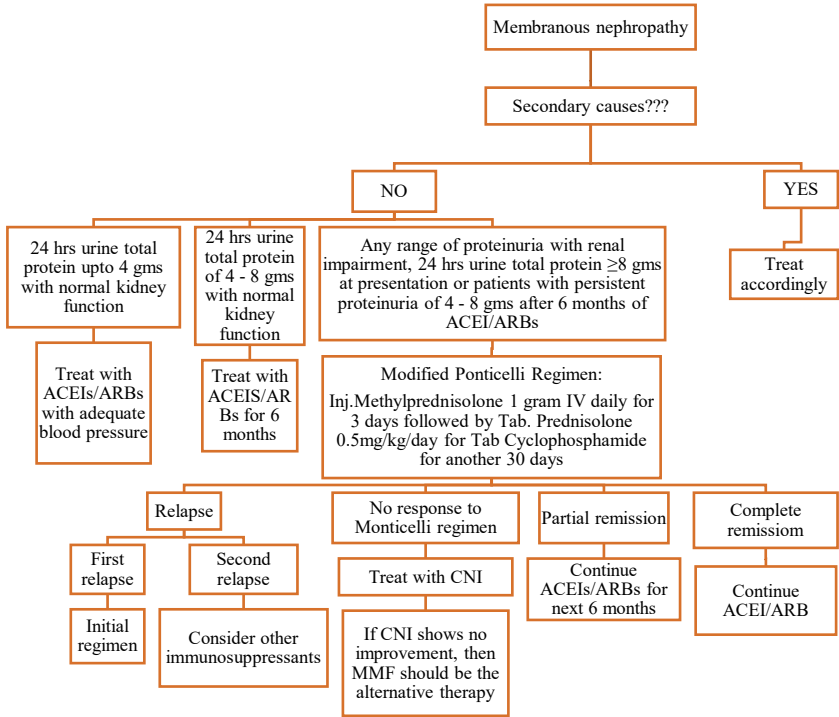 Membranous nephropathy
Secondary causes???
NO
YES
24 hrs urine total
protein upto 4 gms
with normal kidney
function
24 hrs urine
total protein
of 4 - 8 gms
with normal
kidney
function
Any range of proteinuria with renal
impairment, 24 hrs urine total protein ≥8 gms
at presentation or patients with persistent
proteinuria of 4 - 8 gms after 6 months of
ACEI/ARBs
Treat
accordingly
Treat with
ACEIs/ARBs
with adequate
blood pressure
Treat with
ACEIS/AR
Bs for 6
months
Modified Ponticelli Regimen:
Inj.Methylprednisolone 1 gram IV daily for
3 days followed by Tab. Prednisolone
0.5mg/kg/day for Tab Cyclophosphamide
for another 30 days
Relapse
No response to
Monticelli regimen
Partial remission
Complete
remissiom
First
relapse
Second
relapse
Treat with CNI
Continue
ACEIs/ARBs for
next 6 months
Continue
ACEI/ARB
Initial
regimen
Consider other
immunosuppressants
If CNI shows no
improvement, then
MMF should be the
alternative therapy